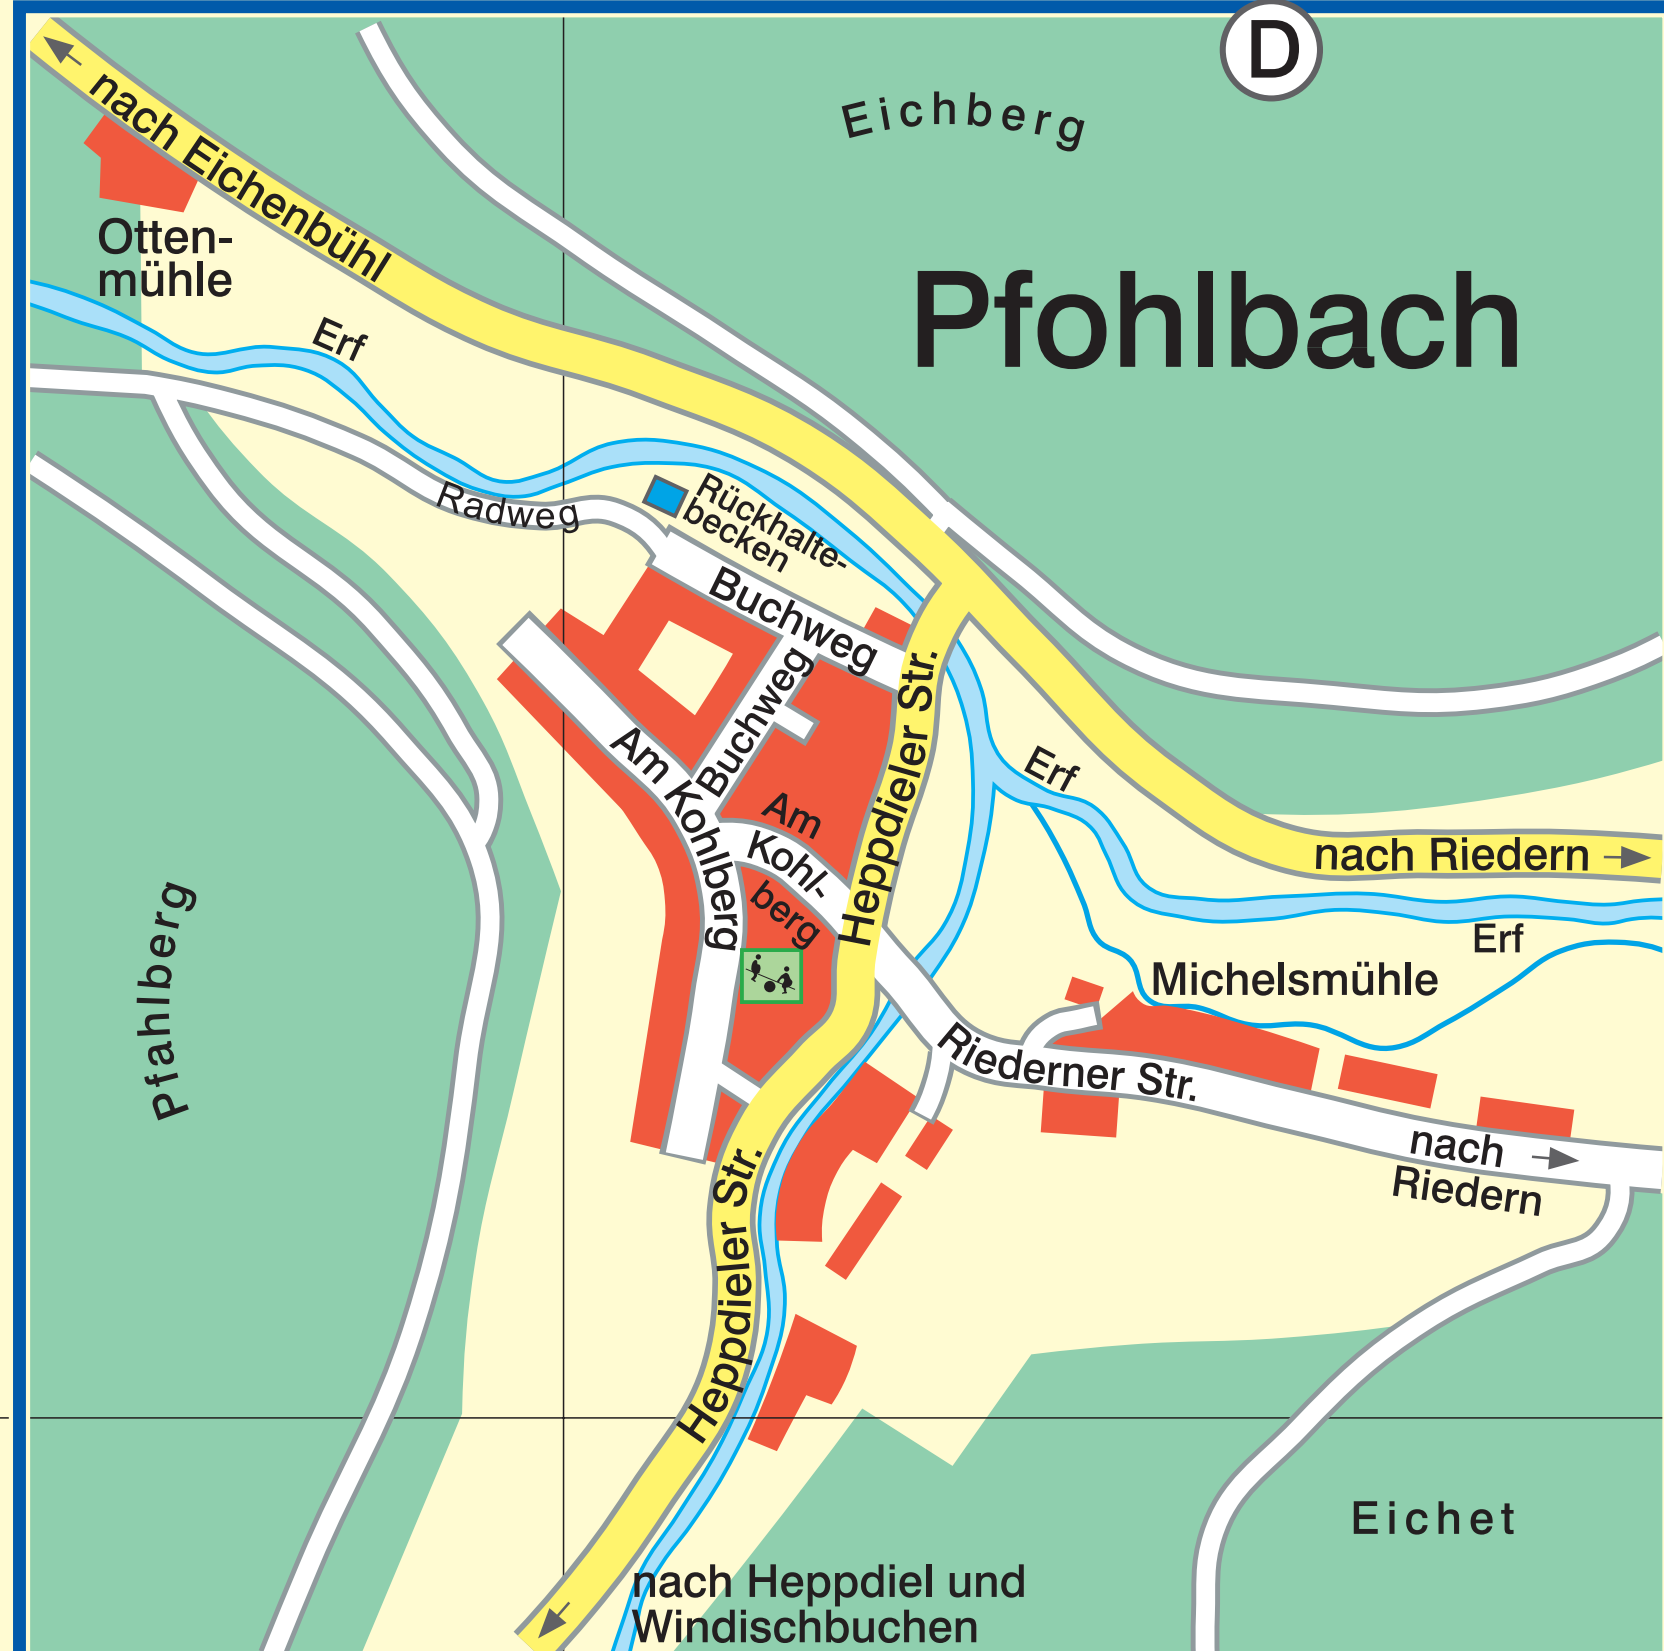 D
Eichberg
nach Eichenbühl
Otten-
mühle
Pfohlbach
Erf
Radweg
Rückhalte-
becken
Buchweg
Buchweg
Heppdieler Str.
Am Kohlberg
Am
Kohl-
berg
Erf
nach Riedern
Erf
Pfahlberg
Michelsmühle
Riederner Str.
nach
Riedern
Heppdieler Str.
Eichet
nach Heppdiel und
Windischbuchen